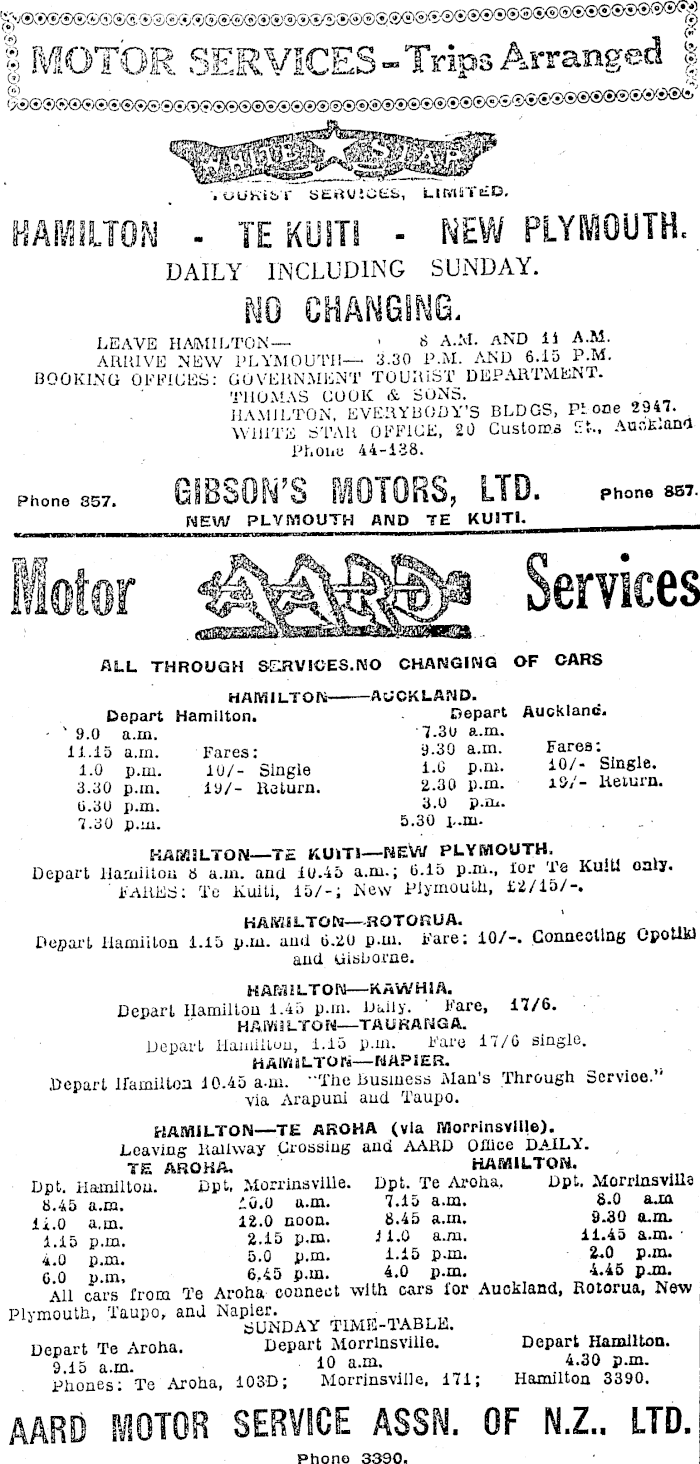 MOTOR SERVICES - Trips Arranged
WHITE STAR
TOURIST SERVICES, LIMITED.
HAMILTON - TE KUITI - NEW PLYMOUTH.
DAILY INCLUDING SUNDAY.
NO CHANGING.
LEAVE HAMILTON— 8 A.M. AND 11 A.M.
ARRIVE NEW PLYMOUTH— 3.30 P.M. AND 6.15 P.M.
BOOKING OFFICES: GOVERNMENT TOURIST DEPARTMENT.
THOMAS COOK & SONS.
HAMILTON, EVERYBODY'S BLDGS, Phone 2947.
WHITE STAR OFFICE, 20 Customs St., Auckland
Phone 44-138.
Phone 857. GIBSON'S MOTORS, LTD. Phone 857.
NEW PLYMOUTH AND TE KUITI.
Motor AARD Services
ALL THROUGH SERVICES.NO CHANGING OF CARS
HAMILTON——AUCKLAND.
Depart Hamilton. Depart Auckland.
9.0 a.m. 7.30 a.m.
11.15 a.m. Fares: 9.30 a.m. Fares:
1.0 p.m. 10/- Single 1.0 p.m. 10/- Single.
3.30 p.m. 19/- Return. 2.30 p.m. 19/- Return.
6.30 p.m. 3.0 p.m.
7.30 p.m. 5.30 p.m.
HAMILTON—TE KUITI—NEW PLYMOUTH.
Depart Hamilton 8 a.m. and 10.45 a.m.; 6.15 p.m., for Te Kuiti only.
FARES: Te Kuiti, 15/-; New Plymouth, £2/15/-.
HAMILTON—ROTORUA.
Depart Hamilton 1.15 p.m. and 6.20 p.m. Fare: 10/-. Connecting Opotiki
and Gisborne.
HAMILTON—KAWHIA.
Depart Hamilton 1.45 p.m. Daily. Fare, 17/6.
HAMILTON—TAURANGA.
Depart Hamilton, 1.15 p.m. Fare 17/6 single.
HAMILTON—NAPIER.
Depart Hamilton 10.45 a.m. "The Business Man's Through Service."
via Arapuni and Taupo.
HAMILTON—TE AROHA (via Morrinsville).
Leaving Railway Crossing and AARD Office DAILY.
TE AROHA. HAMILTON.
Dpt. Hamilton. Dpt. Morrinsville. Dpt. Te Aroha. Dpt. Morrinsville
8.45 a.m. 10.0 a.m. 7.15 a.m. 8.0 a.m
11.0 a.m. 12.0 noon. 8.45 a.m. 9.30 a.m.
1.15 p.m. 2.15 p.m. 11.0 a.m. 11.45 a.m.
4.0 p.m. 5.0 p.m. 1.15 p.m. 2.0 p.m.
6.0 p.m, 6.45 p.m. 4.0 p.m. 4.45 p.m.
All cars from Te Aroha connect with cars for Auckland, Rotorua, New
Plymouth, Taupo, and Napier.
SUNDAY TIME-TABLE.
Depart Te Aroha. Depart Morrinsville. Depart Hamilton.
9.15 a.m. 10 a.m. 4.30 p.m.
Phones: Te Aroha, 103D; Morrinsville, 171; Hamilton 3390.
AARD MOTOR SERVICE ASSN. OF N.Z., LTD.
Phone 3390.